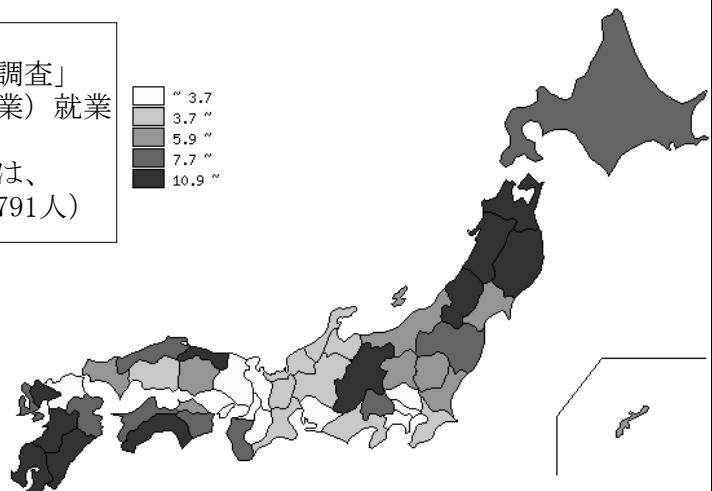 調査」
業）就業
は、
791人）
~ 3.7
3.7 ~
5.9 ~
7.7 ~
10.9 ~